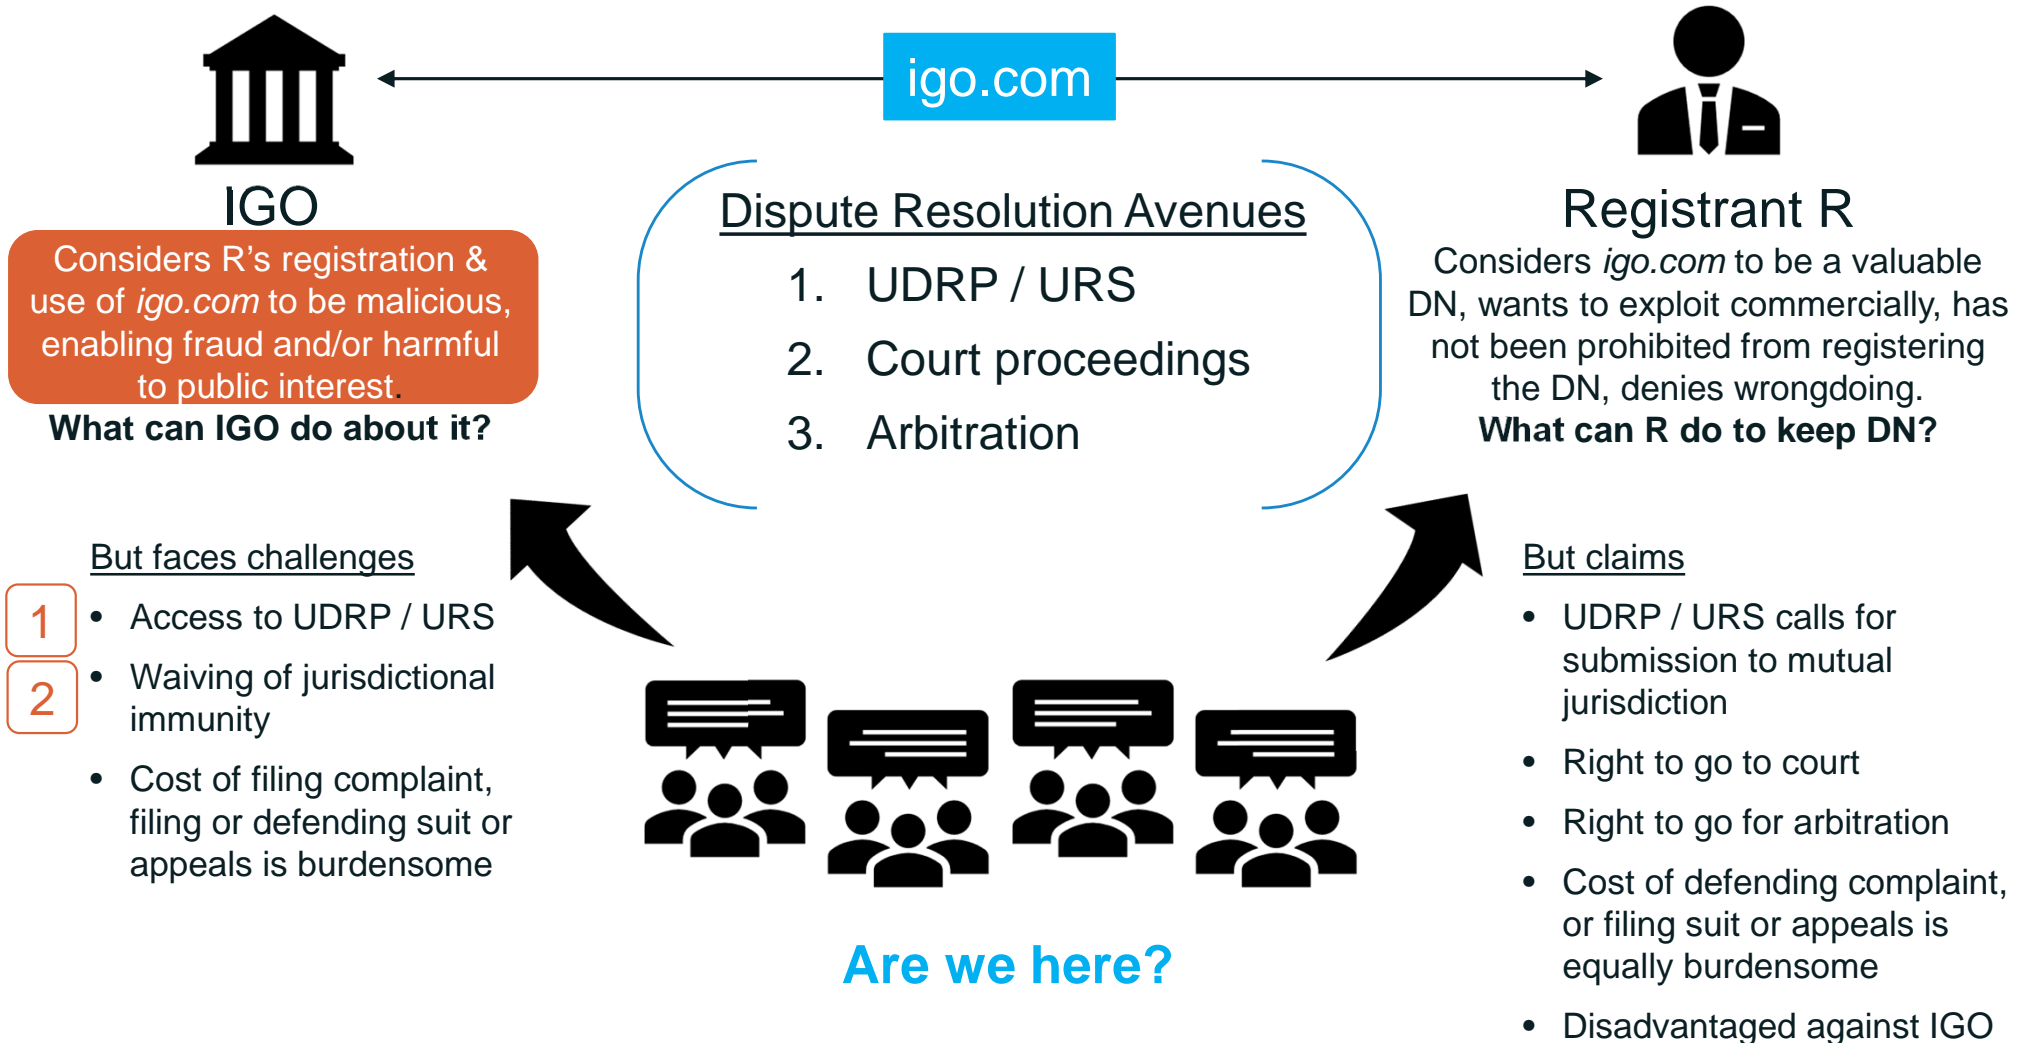 igo.com
IGO
Considers R's registration &
use of igo.com to be malicious,
enabling fraud and/or harmful
to public interest.
What can IGO do about it?
Dispute Resolution Avenues
1. UDRP / URS
2. Court proceedings
3. Arbitration
Registrant R
Considers igo.com to be a valuable
DN, wants to exploit commercially, has
not been prohibited from registering
the DN, denies wrongdoing.
What can R do to keep DN?
But faces challenges
1
• Access to UDRP / URS
2
• Waiving of jurisdictional
immunity
• Cost of filing complaint,
filing or defending suit or
appeals is burdensome
Are we here?
But claims
• UDRP / URS calls for
submission to mutual
jurisdiction
• Right to go to court
• Right to go for arbitration
• Cost of defending complaint,
or filing suit or appeals is
equally burdensome
• Disadvantaged against IGO